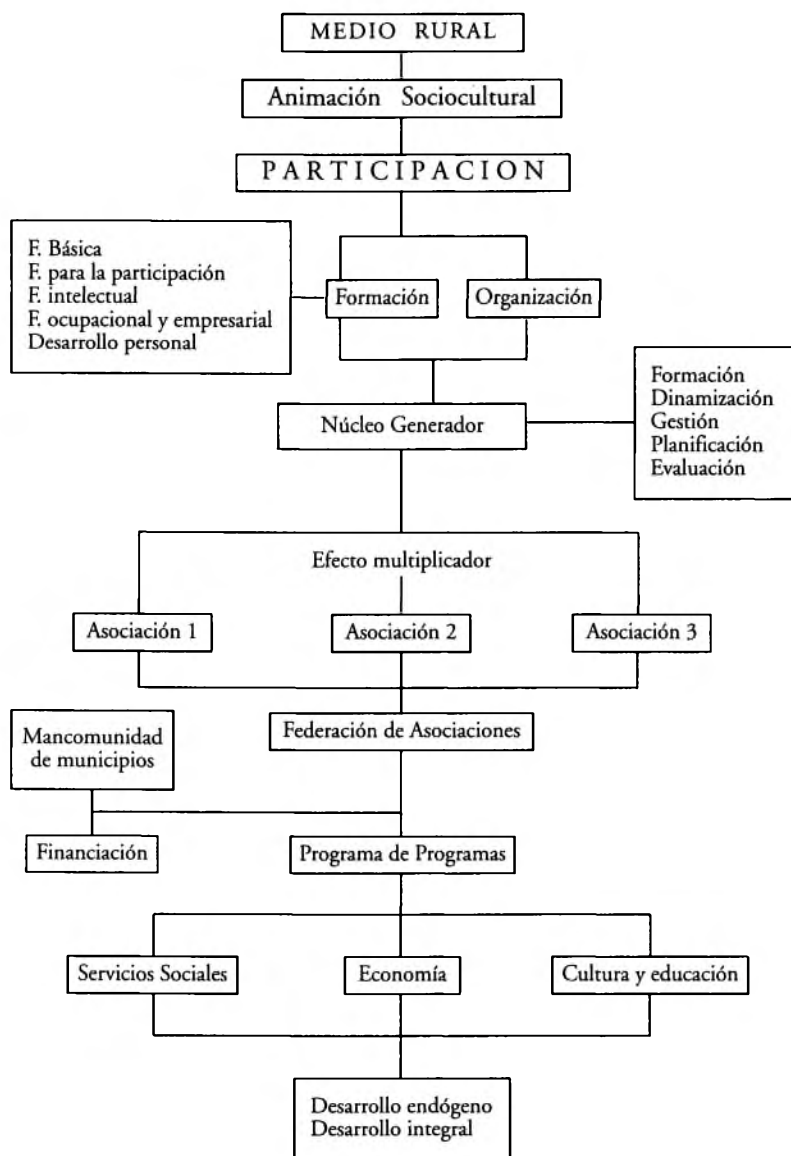 MEDIO RURAL
Animación Sociocultural
PARTICIPACION
F. Básica
F. para la participación
F. intelectual
F. ocupacional y empresarial
Desarrollo personal
Formación
Organización
Núcleo Generador
Formación
Dinamización
Gestión
Planificación
Evaluación
Efecto multiplicador
Asociación 1
Asociación 2
Asociación 3
Mancomunidad
de municipios
Federación de Asociaciones
Financiación
Programa de Programas
Servicios Sociales
Economía
Cultura y educación
Desarrollo endógeno
Desarrollo integral